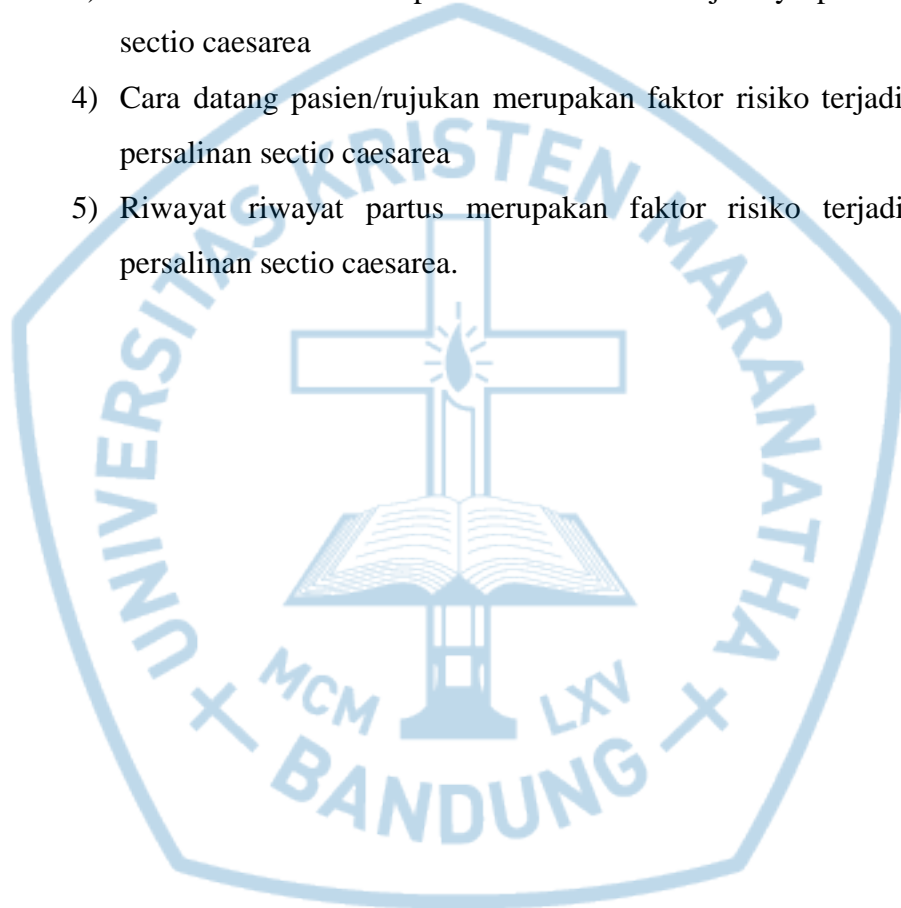 sectio caesarea
4) Cara datang pasien/rujukan merupakan faktor risiko terjadi
persalinan sectio caesarea
5) Riwayat riwayat partus merupakan faktor risiko terjadi
persalinan sectio caesarea.
UNIVERSITAS KRISTEN MARANATHA
MCM LXV
BANDUNG